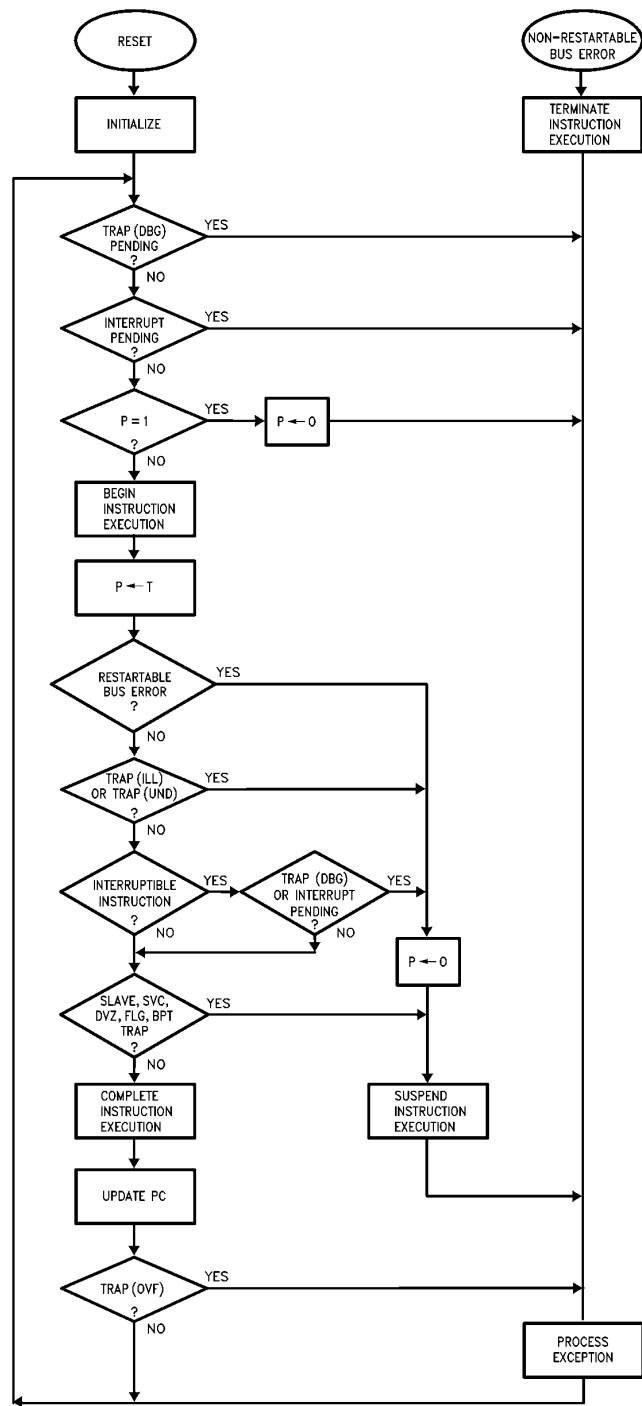 RESET
NON-RESTARTABLE
BUS ERROR
INITIALIZE
TERMINATE
INSTRUCTION
EXECUTION
TRAP (DBG)
PENDING
?
YES
NO
INTERRUPT
PENDING
?
YES
NO
P = 1
?
YES
P ← 0
NO
BEGIN
INSTRUCTION
EXECUTION
P ← T
RESTARTABLE
BUS ERROR
?
YES
NO
TRAP (ILL)
OR TRAP (UND)
?
YES
NO
INTERRUPTIBLE
INSTRUCTION
?
YES
NO
TRAP (DBG)
OR INTERRUPT
PENDING
?
YES
NO
P ← 0
SLAVE, SVC,
DVZ, FLG, BPT
TRAP
?
YES
NO
COMPLETE
INSTRUCTION
EXECUTION
SUSPEND
INSTRUCTION
EXECUTION
UPDATE PC
TRAP (OVF)
?
YES
NO
PROCESS
EXCEPTION